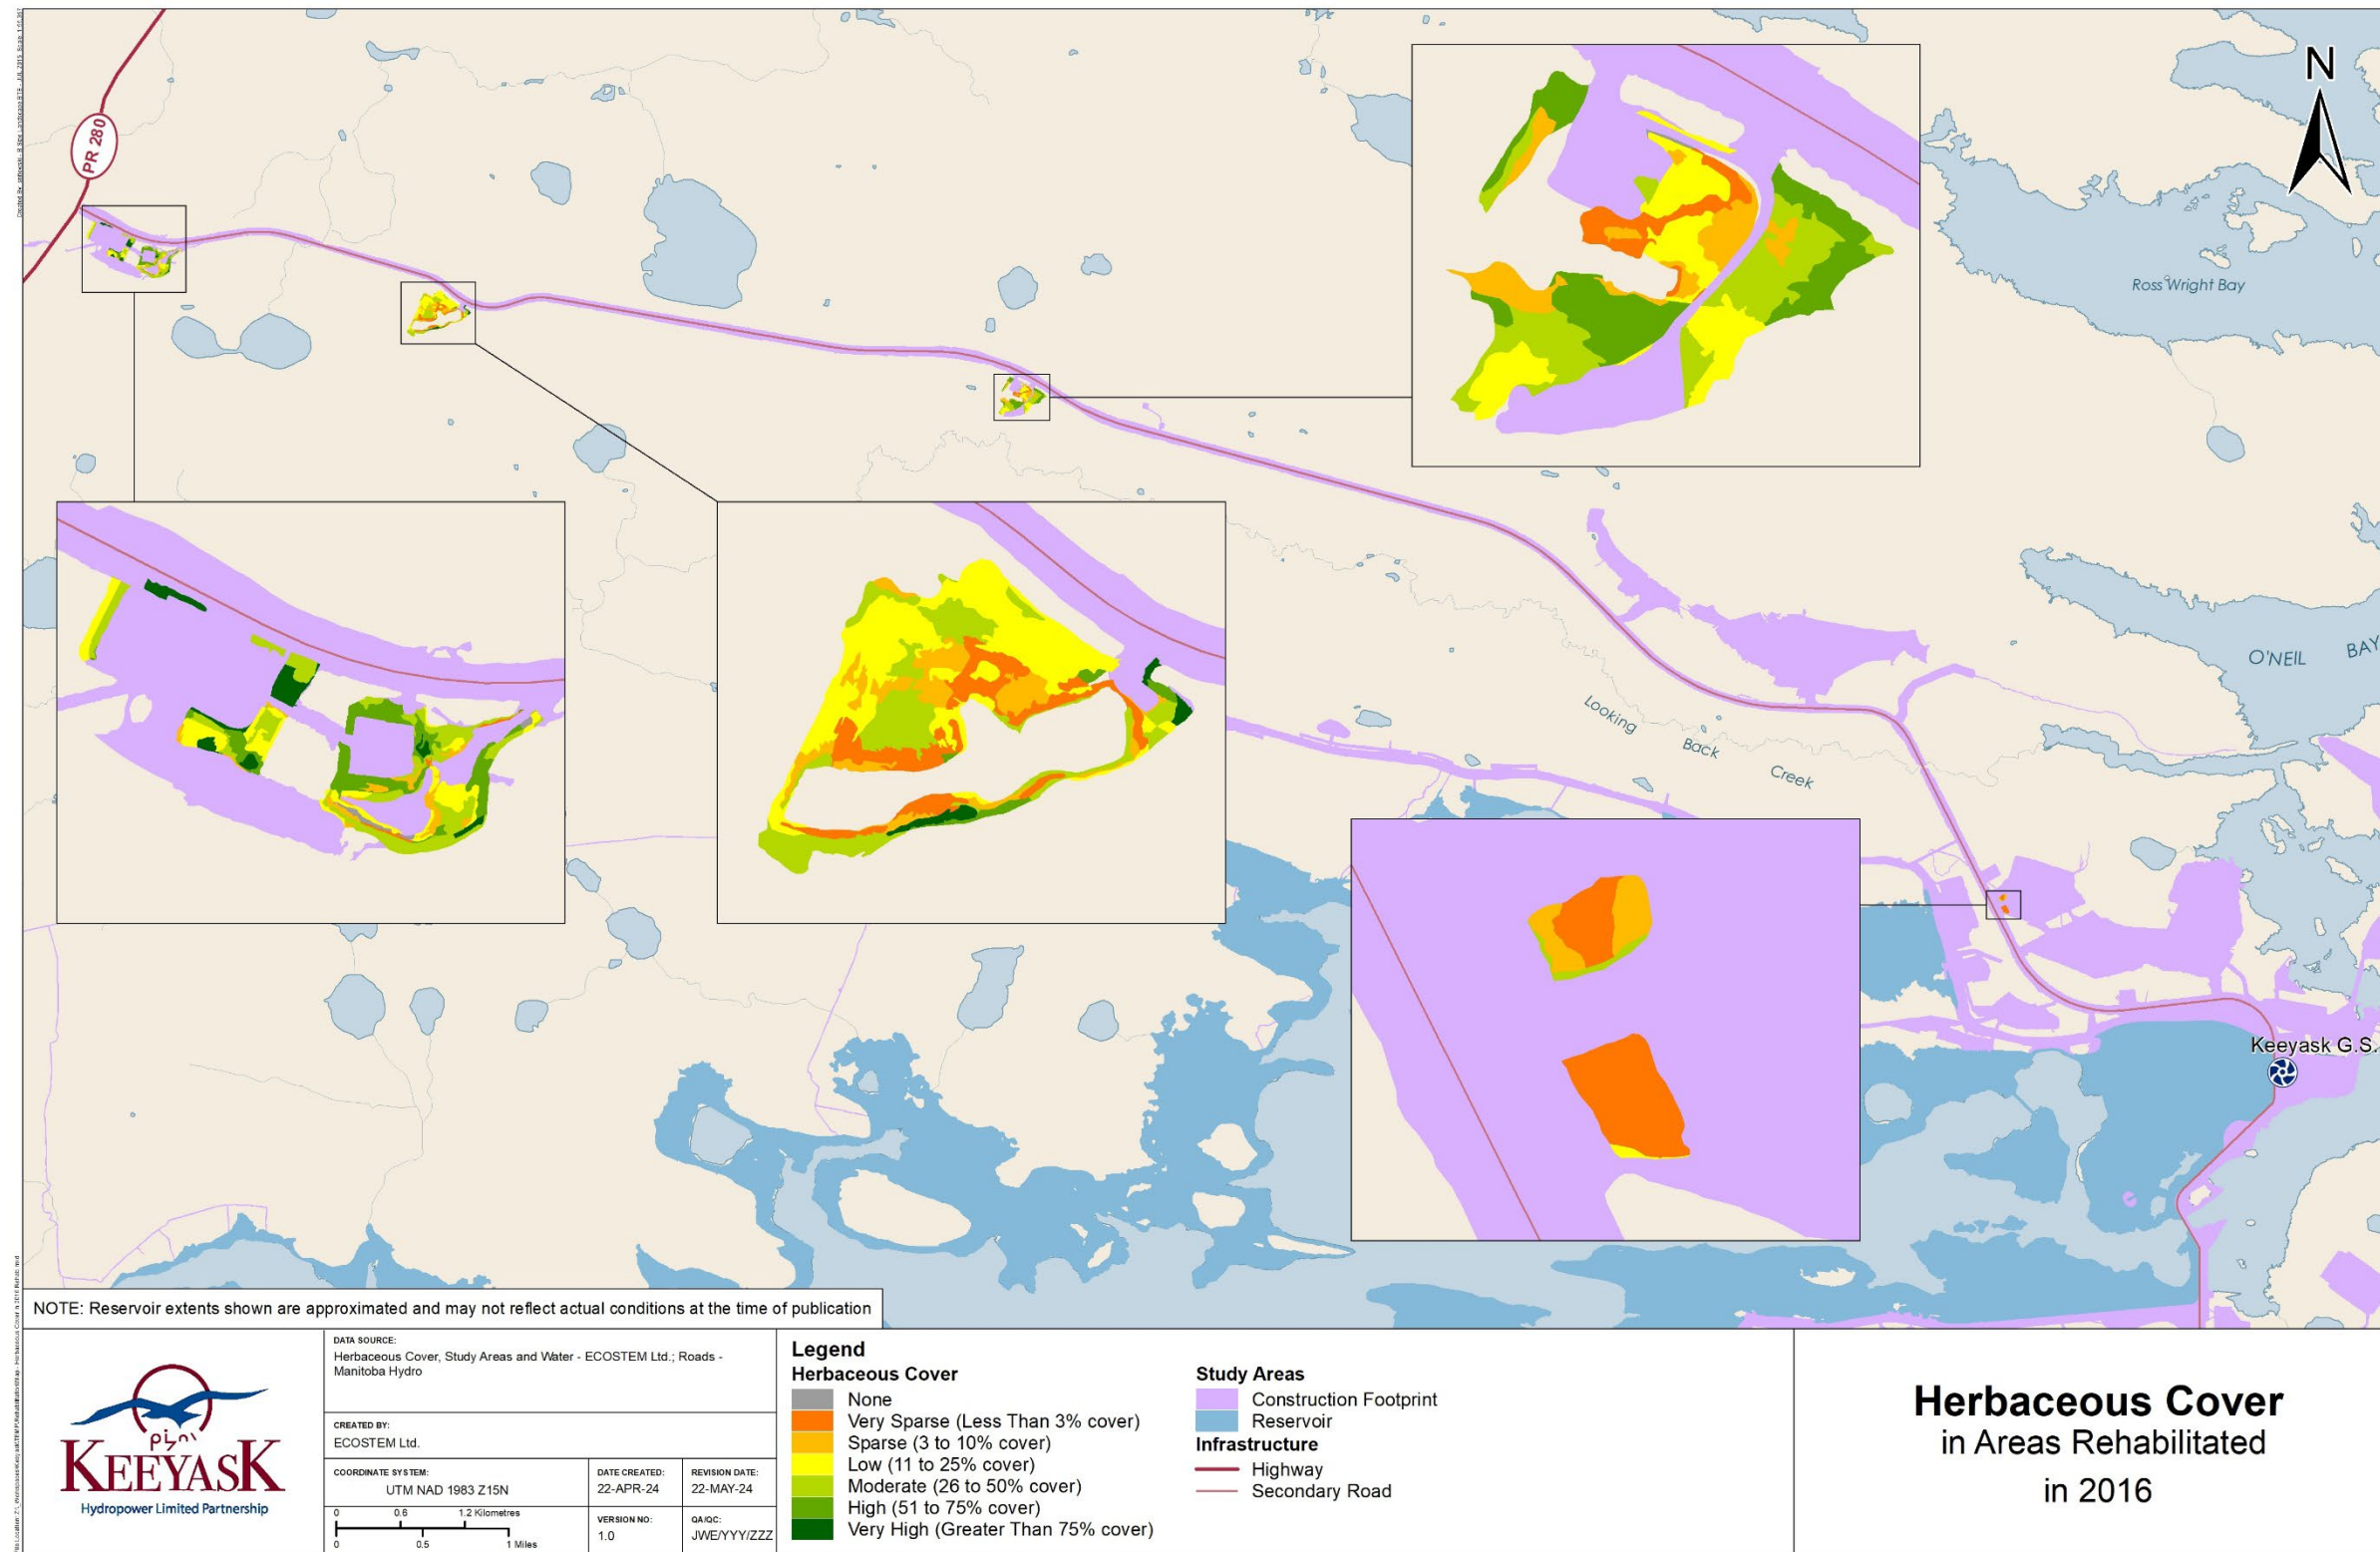 N
PR 280
Ross Wright Bay
O'NEIL BAY
Looking Back Creek
Keeyask G.S.
NOTE: Reservoir extents shown are approximated and may not reflect actual conditions at the time of publication
ᑭᔮᐢᐠ
KEEYASK
Hydropower Limited Partnership
DATA SOURCE:
Herbaceous Cover, Study Areas and Water - ECOSTEM Ltd.; Roads -
Manitoba Hydro
CREATED BY:
ECOSTEM Ltd.
COORDINATE SYSTEM:
UTM NAD 1983 Z15N
DATE CREATED:
22-APR-24
REVISION DATE:
22-MAY-24
0 0.6 1.2 Kilometres
0 0.5 1 Miles
VERSION NO:
1.0
QA/QC:
JWE/YYY/ZZZ
Legend
Herbaceous Cover
None
Very Sparse (Less Than 3% cover)
Sparse (3 to 10% cover)
Low (11 to 25% cover)
Moderate (26 to 50% cover)
High (51 to 75% cover)
Very High (Greater Than 75% cover)
Study Areas
Construction Footprint
Reservoir
Infrastructure
Highway
Secondary Road
Herbaceous Cover
in Areas Rehabilitated
in 2016